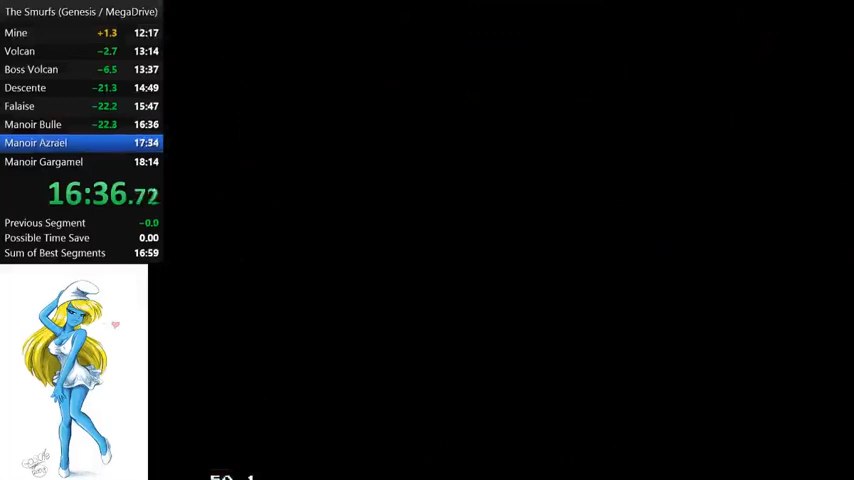 The Smurfs (Genesis / MegaDrive)
Mine +1.3 12:17
Volcan −2.7 13:14
Boss Volcan −6.5 13:37
Descente −21.3 14:49
Falaise −22.2 15:47
Manoir Bulle −22.3 16:36
Manoir Azrael 17:34
Manoir Gargamel 18:14
16:36.72
Previous Segment −0.0
Possible Time Save 0.00
Sum of Best Segments 16:59